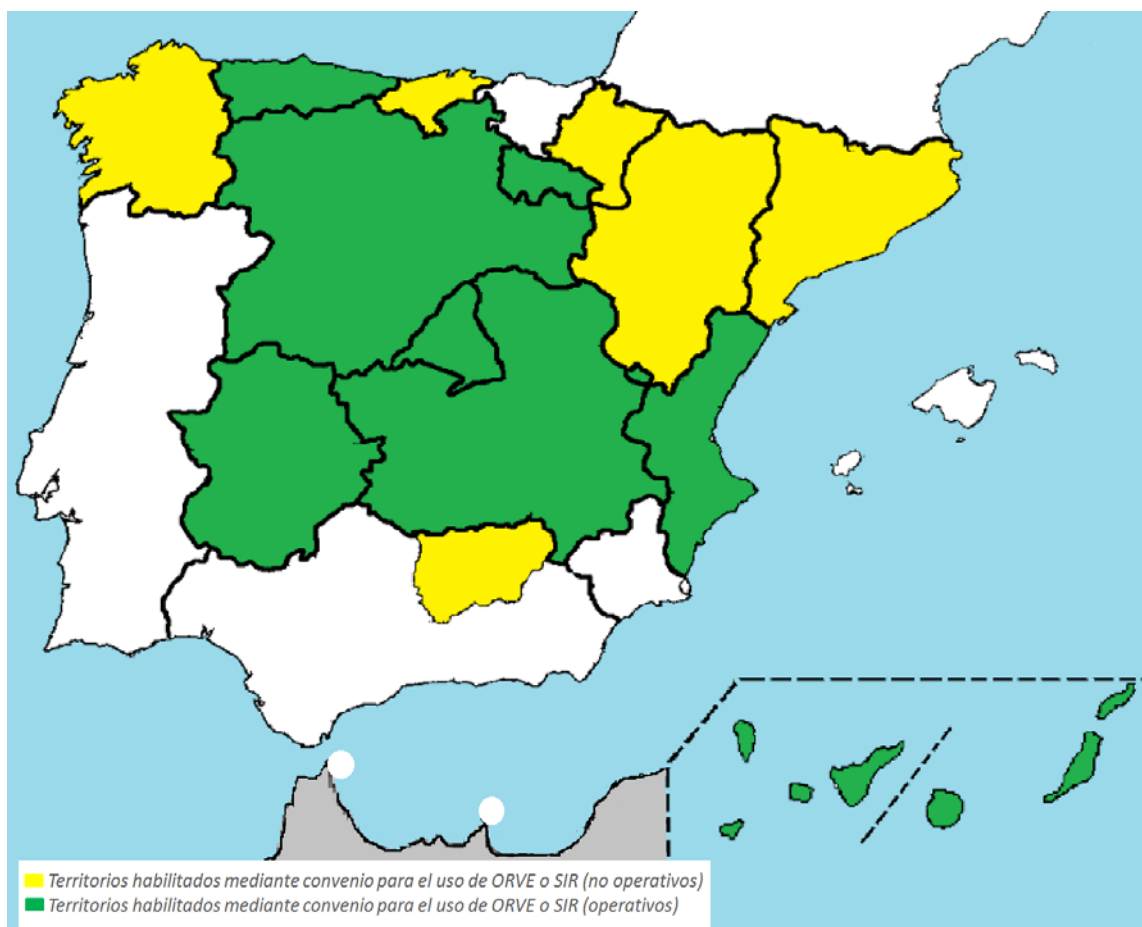 Territorios habilitados mediante convenio para el uso de ORVE o SIR (no operativos)
Territorios habilitados mediante convenio para el uso de ORVE o SIR (operativos)